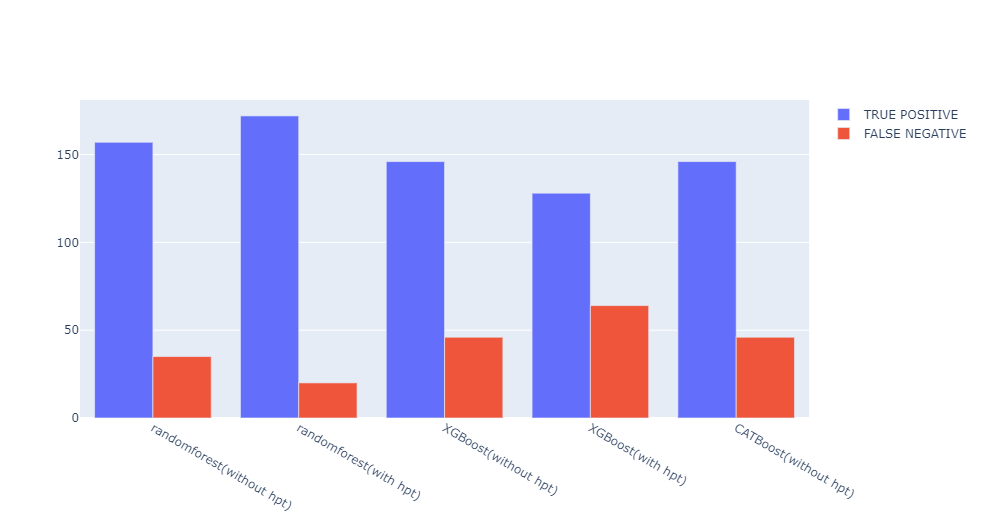 TRUE POSITIVE
FALSE NEGATIVE
150
100
50
0
randomforest(without hpt)
randomforest(with hpt)
XGBoost(without hpt)
XGBoost(with hpt)
CATBoost(without hpt)